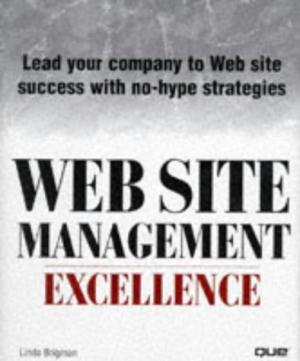 Lead your company to Web site
success with no-hype strategies
WEB SITE
MANAGEMENT
EXCELLENCE
Linda Brigman
QUE